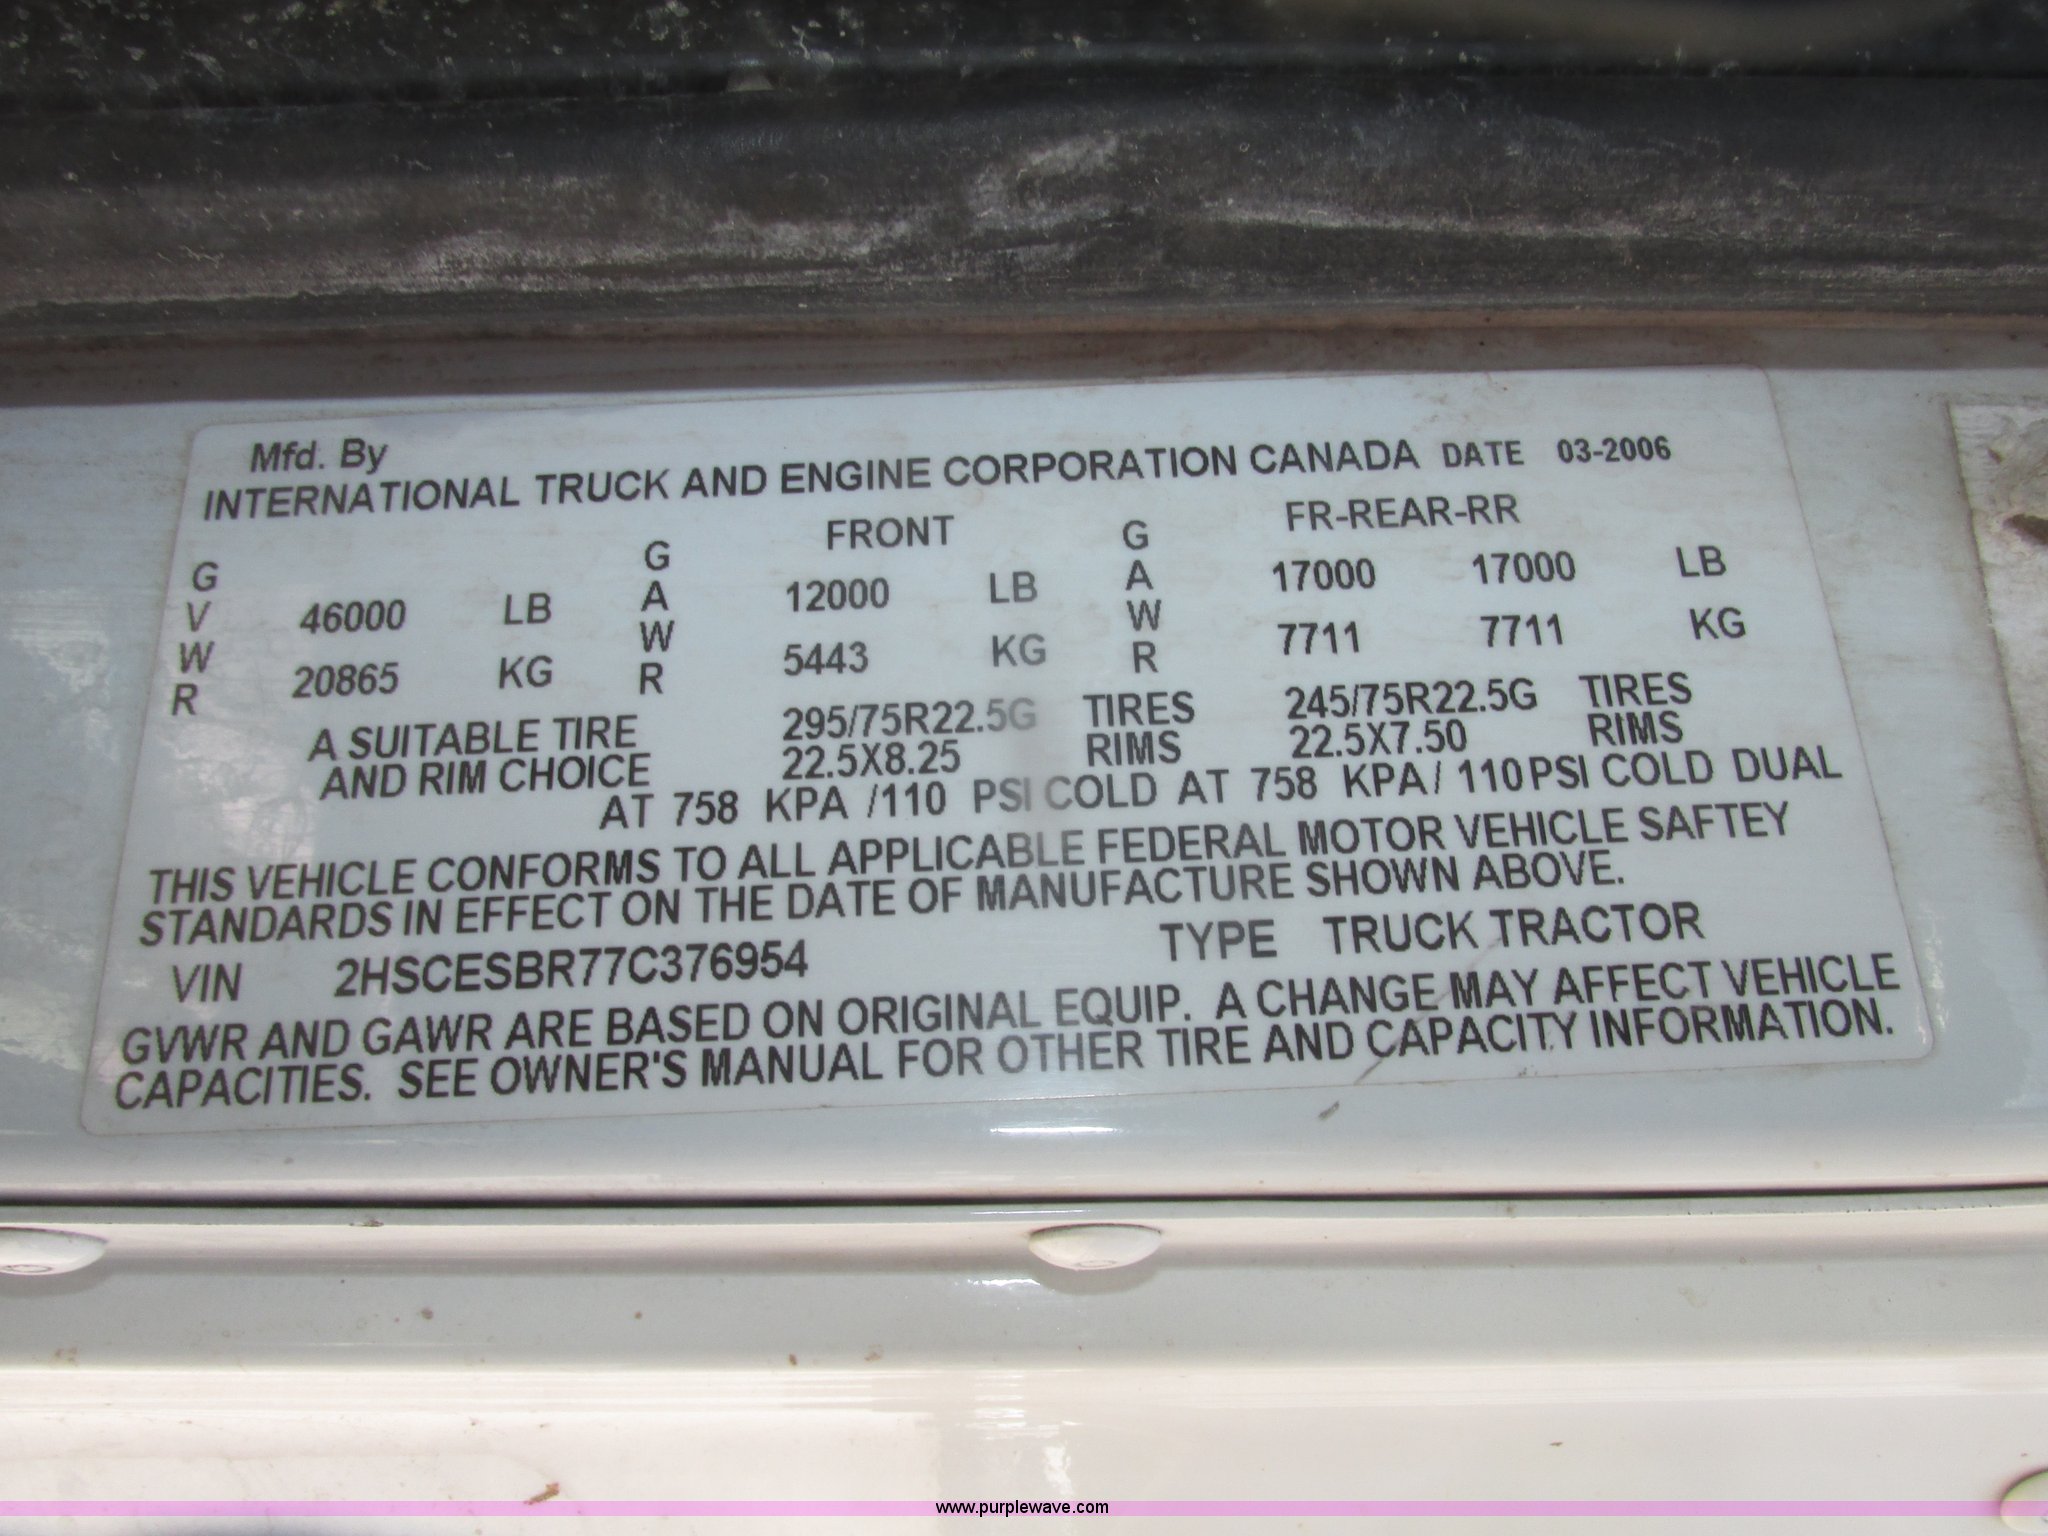 Mfd. By
INTERNATIONAL TRUCK AND ENGINE CORPORATION CANADA DATE 03-2006
FRONT FR-REAR-RR
GVWR 46000 LB GAWR 12000 LB GAWR 17000 17000 LB
20865 KG 5443 KG 7711 7711 KG
A SUITABLE TIRE 295/75R22.5G TIRES 245/75R22.5G TIRES
AND RIM CHOICE 22.5X8.25 RIMS 22.5X7.50 RIMS
AT 758 KPA /110 PSI COLD AT 758 KPA/ 110PSI COLD DUAL
THIS VEHICLE CONFORMS TO ALL APPLICABLE FEDERAL MOTOR VEHICLE SAFTEY
STANDARDS IN EFFECT ON THE DATE OF MANUFACTURE SHOWN ABOVE.
VIN 2HSCESBR77C376954 TYPE TRUCK TRACTOR
GVWR AND GAWR ARE BASED ON ORIGINAL EQUIP. A CHANGE MAY AFFECT VEHICLE
CAPACITIES. SEE OWNER'S MANUAL FOR OTHER TIRE AND CAPACITY INFORMATION.
www.purplewave.com